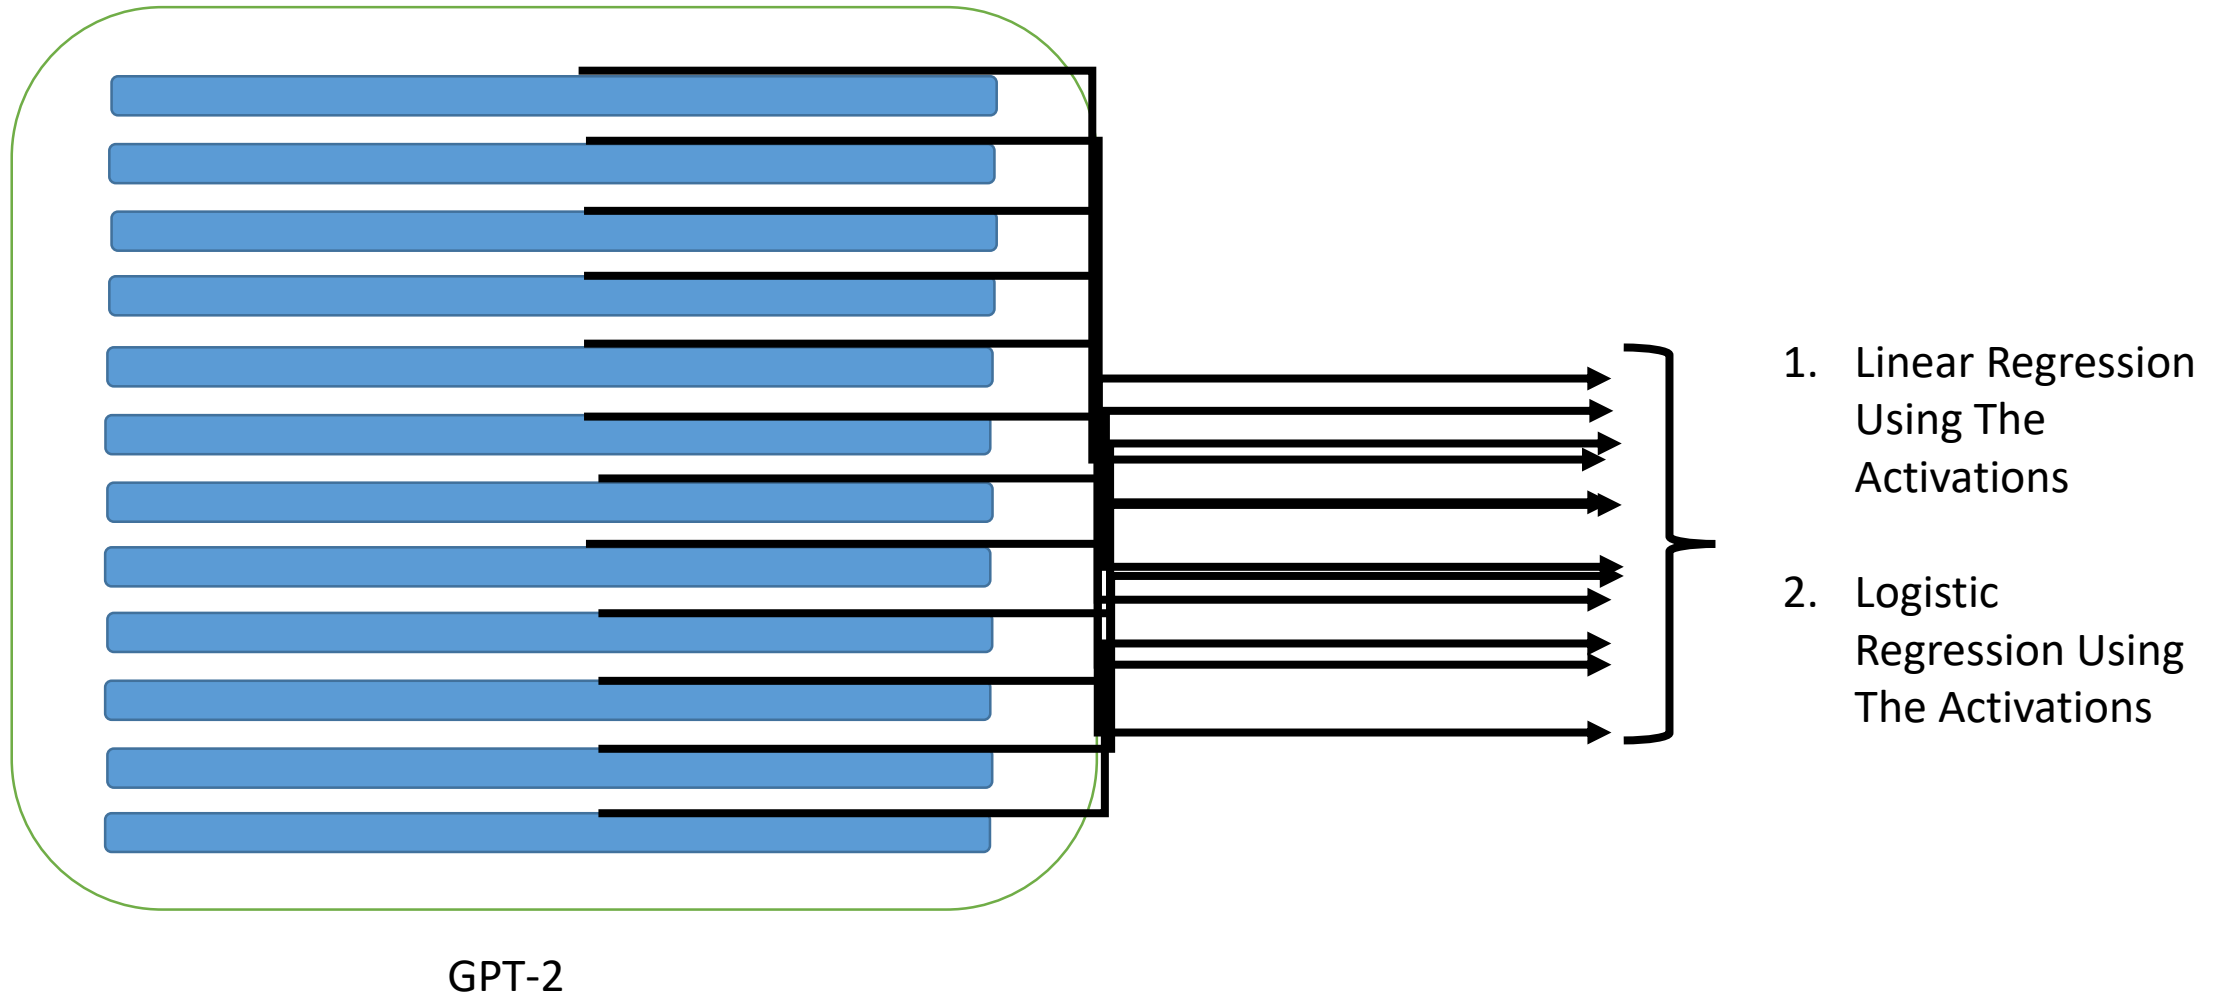 1. Linear Regression
Using The
Activations
2. Logistic
Regression Using
The Activations
GPT-2